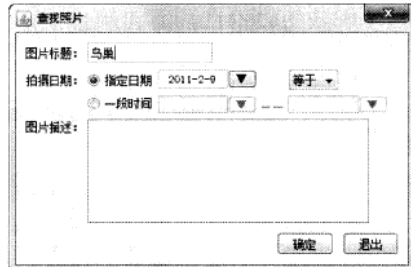 查找照片
图片标题: 鸟巢
拍摄日期: 指定日期 2011-2-9 等于
一段时间 --
图片描述:
确定 退出